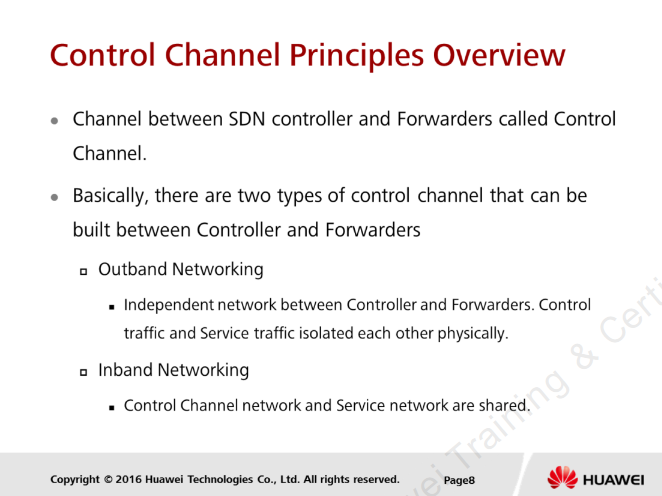 Control Channel Principles Overview
Channel between SDN controller and Forwarders called Control
Channel.
Basically, there are two types of control channel that can be
built between Controller and Forwarders
Outband Networking
Independent network between Controller and Forwarders. Control
traffic and Service traffic isolated each other physically.
Inband Networking
Control Channel network and Service network are shared.
Training & Certi
Copyright © 2016 Huawei Technologies Co., Ltd. All rights reserved.
Page8
HUAWEI